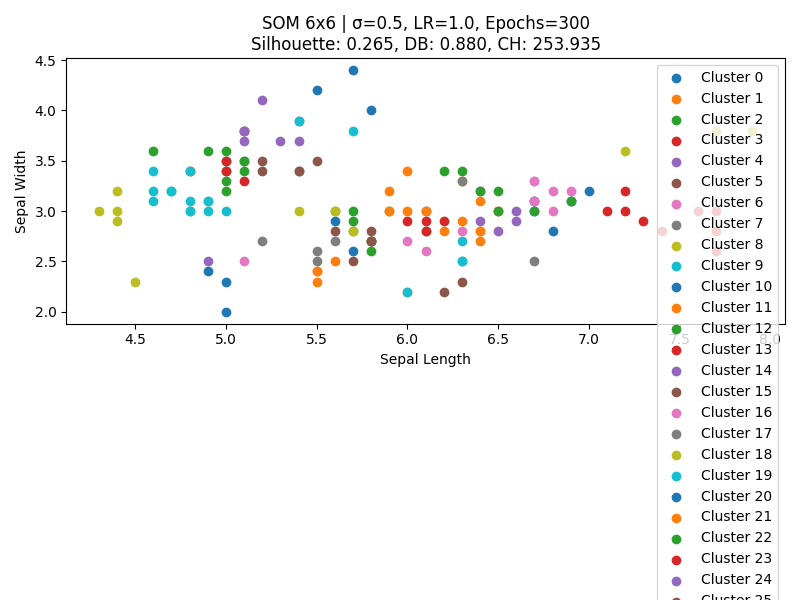 SOM 6x6 | σ=0.5, LR=1.0, Epochs=300
Silhouette: 0.265, DB: 0.880, CH: 253.935
Sepal Width
4.5
4.0
3.5
3.0
2.5
2.0
4.5 5.0 5.5 6.0 6.5 7.0 7.5 8.0
Sepal Length
Cluster 0
Cluster 1
Cluster 2
Cluster 3
Cluster 4
Cluster 5
Cluster 6
Cluster 7
Cluster 8
Cluster 9
Cluster 10
Cluster 11
Cluster 12
Cluster 13
Cluster 14
Cluster 15
Cluster 16
Cluster 17
Cluster 18
Cluster 19
Cluster 20
Cluster 21
Cluster 22
Cluster 23
Cluster 24
Cluster 25